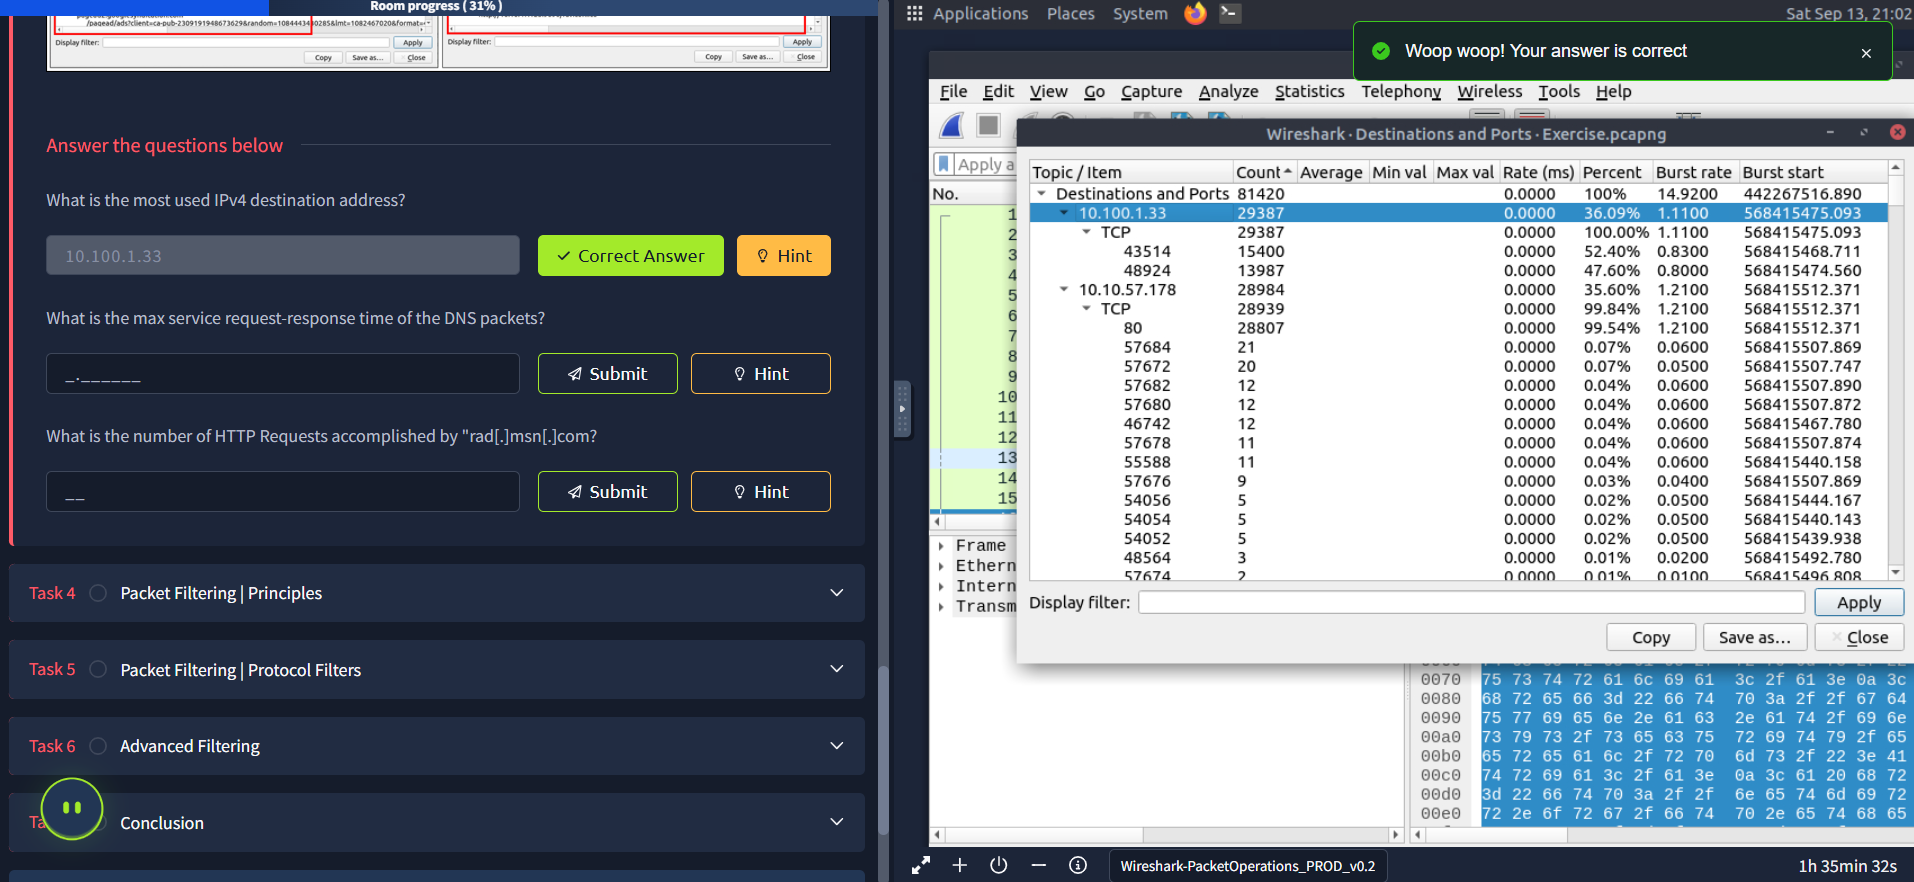 Room progress ( 31% )
/pagead/ads?client=ca-pub-2309191948673629&random=1084443430285&lmt=1082467020&format=
Display filter:
Apply
Copy
Save as...
Close
Display filter:
Apply
Copy
Save as...
Close
Answer the questions below
What is the most used IPv4 destination address?
10.100.1.33
Correct Answer
Hint
What is the max service request-response time of the DNS packets?
_.______
Submit
Hint
What is the number of HTTP Requests accomplished by "rad[.]msn[.]com?
__
Submit
Hint
Task 4
Packet Filtering | Principles
Task 5
Packet Filtering | Protocol Filters
Task 6
Advanced Filtering
Ta
Conclusion
Applications Places System
Sat Sep 13, 21:02
Woop woop! Your answer is correct
File Edit View Go Capture Analyze Statistics Telephony Wireless Tools Help
Apply a
No.
1
2
3
4
5
6
7
8
9
10
11
12
13
14
15
Wireshark · Destinations and Ports · Exercise.pcapng
Topic / Item Count Average Min val Max val Rate (ms) Percent Burst rate Burst start
Destinations and Ports 81420 0.0000 100% 14.9200 442267516.890
10.100.1.33 29387 0.0000 36.09% 1.1100 568415475.093
TCP 29387 0.0000 100.00% 1.1100 568415475.093
43514 15400 0.0000 52.40% 0.8300 568415468.711
48924 13987 0.0000 47.60% 0.8000 568415474.560
10.10.57.178 28984 0.0000 35.60% 1.2100 568415512.371
TCP 28939 0.0000 99.84% 1.2100 568415512.371
80 28807 0.0000 99.54% 1.2100 568415512.371
57684 21 0.0000 0.07% 0.0600 568415507.869
57672 20 0.0000 0.07% 0.0500 568415507.747
57682 12 0.0000 0.04% 0.0600 568415507.890
57680 12 0.0000 0.04% 0.0600 568415507.872
46742 12 0.0000 0.04% 0.0600 568415467.780
57678 11 0.0000 0.04% 0.0600 568415507.874
55588 11 0.0000 0.04% 0.0600 568415440.158
57676 9 0.0000 0.03% 0.0400 568415507.869
54056 5 0.0000 0.02% 0.0500 568415444.167
54054 5 0.0000 0.02% 0.0500 568415440.143
54052 5 0.0000 0.02% 0.0500 568415439.938
48564 3 0.0000 0.01% 0.0200 568415492.780
57674 2 0.0000 0.01% 0.0100 568415496.808
Display filter:
Apply
Copy
Save as...
Close
Frame
Ethern
Intern
Transm
0070 75 73 74 72 61 6c 69 61 3c 2f 61 3e 0a 3c
0080 68 72 65 66 3d 22 66 74 70 3a 2f 2f 67 64
0090 75 77 69 65 6e 2e 61 63 2e 61 74 2f 69 6e
00a0 73 79 73 2f 73 65 63 75 72 69 74 79 2f 65
00b0 65 72 65 61 6c 2f 72 70 6d 73 2f 22 3e 41
00c0 74 72 69 61 3c 2f 61 3e 0a 3c 61 20 68 72
00d0 3d 22 66 74 70 3a 2f 2f 6e 65 74 6d 69 72
00e0 72 2e 6f 72 67 2f 66 74 70 2e 65 74 68 65
Wireshark-PacketOperations_PROD_v0.2
1h 35min 32s